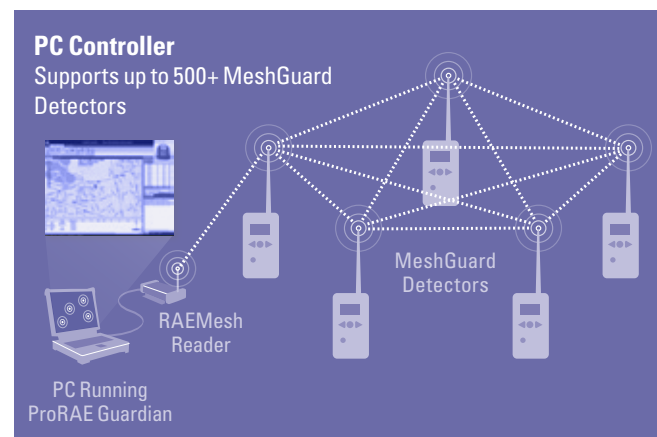 PC Controller
Supports up to 500+ MeshGuard
Detectors
MeshGuard
Detectors
RAEMesh
Reader
PC Running
ProRAE Guardian